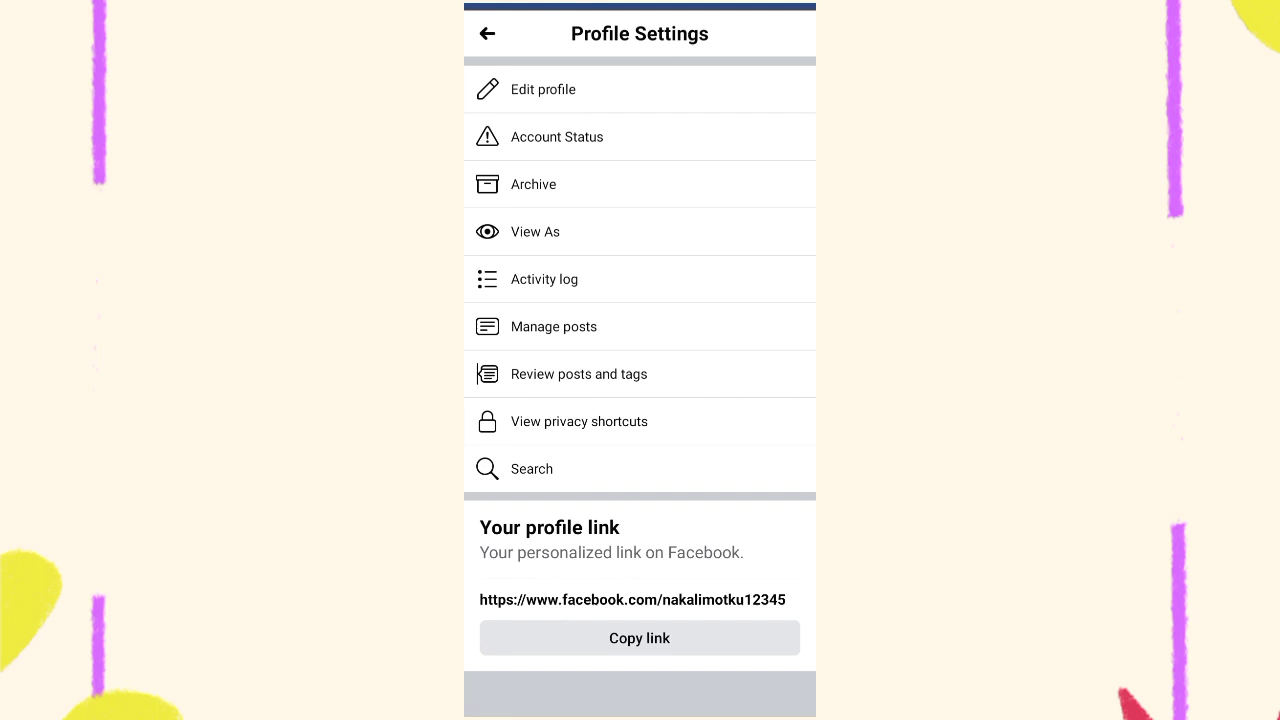 Profile Settings
Edit profile
Account Status
Archive
View As
Activity log
Manage posts
Review posts and tags
View privacy shortcuts
Search
Your profile link
Your personalized link on Facebook.
https://www.facebook.com/nakalimotku12345
Copy link